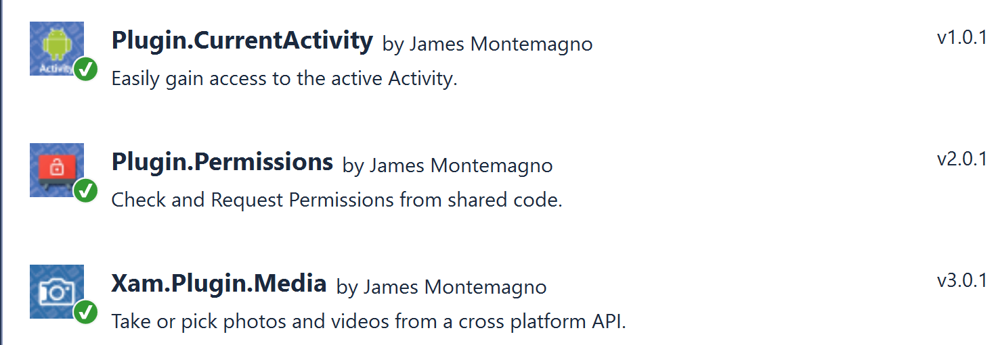 Plugin.CurrentActivity by James Montemagno v1.0.1
Activity
Easily gain access to the active Activity.
Plugin.Permissions by James Montemagno v2.0.1
Check and Request Permissions from shared code.
Xam.Plugin.Media by James Montemagno v3.0.1
Take or pick photos and videos from a cross platform API.